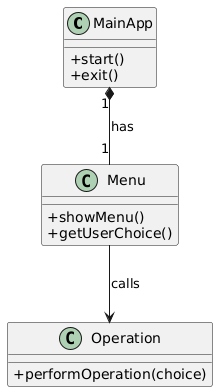 C MainApp
+start()
+exit()
1
has
1
C Menu
+showMenu()
+getUserChoice()
calls
C Operation
+performOperation(choice)